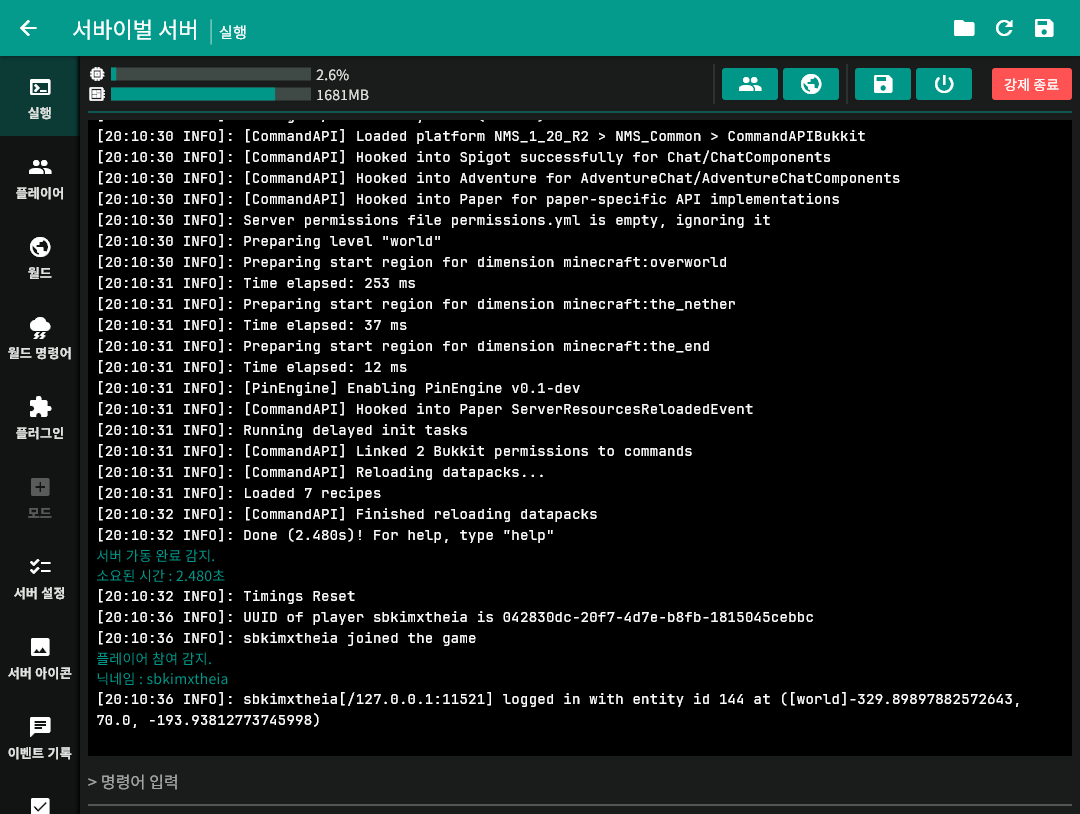 서바이벌 서버 실행
실행
플레이어
월드
월드 명령어
플러그인
모드
서버 설정
서버 아이콘
이벤트 기록
2.6%
1681MB
강제 종료
[20:10:30 INFO]: [CommandAPI] Loaded platform NMS_1_20_R2 > NMS_Common > CommandAPIBukkit
[20:10:30 INFO]: [CommandAPI] Hooked into Spigot successfully for Chat/ChatComponents
[20:10:30 INFO]: [CommandAPI] Hooked into Adventure for AdventureChat/AdventureChatComponents
[20:10:30 INFO]: [CommandAPI] Hooked into Paper for paper-specific API implementations
[20:10:30 INFO]: Server permissions file permissions.yml is empty, ignoring it
[20:10:30 INFO]: Preparing level "world"
[20:10:30 INFO]: Preparing start region for dimension minecraft:overworld
[20:10:31 INFO]: Time elapsed: 253 ms
[20:10:31 INFO]: Preparing start region for dimension minecraft:the_nether
[20:10:31 INFO]: Time elapsed: 37 ms
[20:10:31 INFO]: Preparing start region for dimension minecraft:the_end
[20:10:31 INFO]: Time elapsed: 12 ms
[20:10:31 INFO]: [PinEngine] Enabling PinEngine v0.1-dev
[20:10:31 INFO]: [CommandAPI] Hooked into Paper ServerResourcesReloadedEvent
[20:10:31 INFO]: Running delayed init tasks
[20:10:31 INFO]: [CommandAPI] Linked 2 Bukkit permissions to commands
[20:10:31 INFO]: [CommandAPI] Reloading datapacks...
[20:10:31 INFO]: Loaded 7 recipes
[20:10:32 INFO]: [CommandAPI] Finished reloading datapacks
[20:10:32 INFO]: Done (2.480s)! For help, type "help"
서버 가동 완료 감지.
소요된 시간 : 2.480초
[20:10:32 INFO]: Timings Reset
[20:10:36 INFO]: UUID of player sbkimxtheia is 042830dc-20f7-4d7e-b8fb-1815045cebbc
[20:10:36 INFO]: sbkimxtheia joined the game
플레이어 참여 감지.
닉네임 : sbkimxtheia
[20:10:36 INFO]: sbkimxtheia[/127.0.0.1:11521] logged in with entity id 144 at ([world]-329.89897882572643,
70.0, -193.93812773745998)
> 명령어 입력